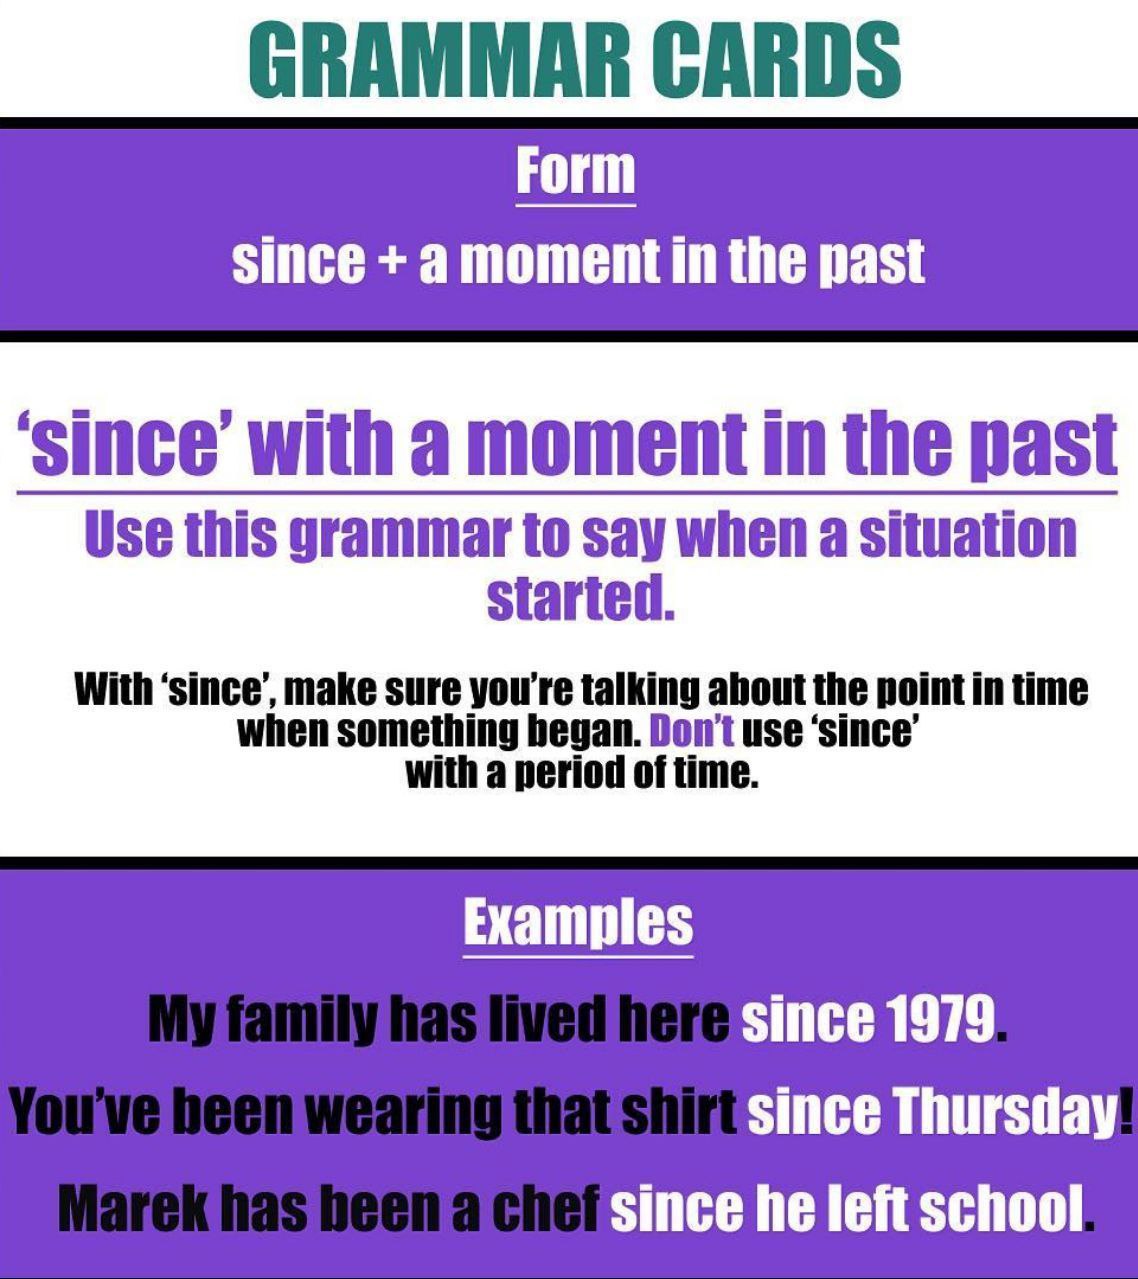 GRAMMAR CARDS
Form
since + a moment in the past
‘since’ with a moment in the past
Use this grammar to say when a situation
started.
With ‘since’, make sure you’re talking about the point in time
when something began. Don’t use ‘since’
with a period of time.
Examples
My family has lived here since 1979.
You’ve been wearing that shirt since Thursday!
Marek has been a chef since he left school.